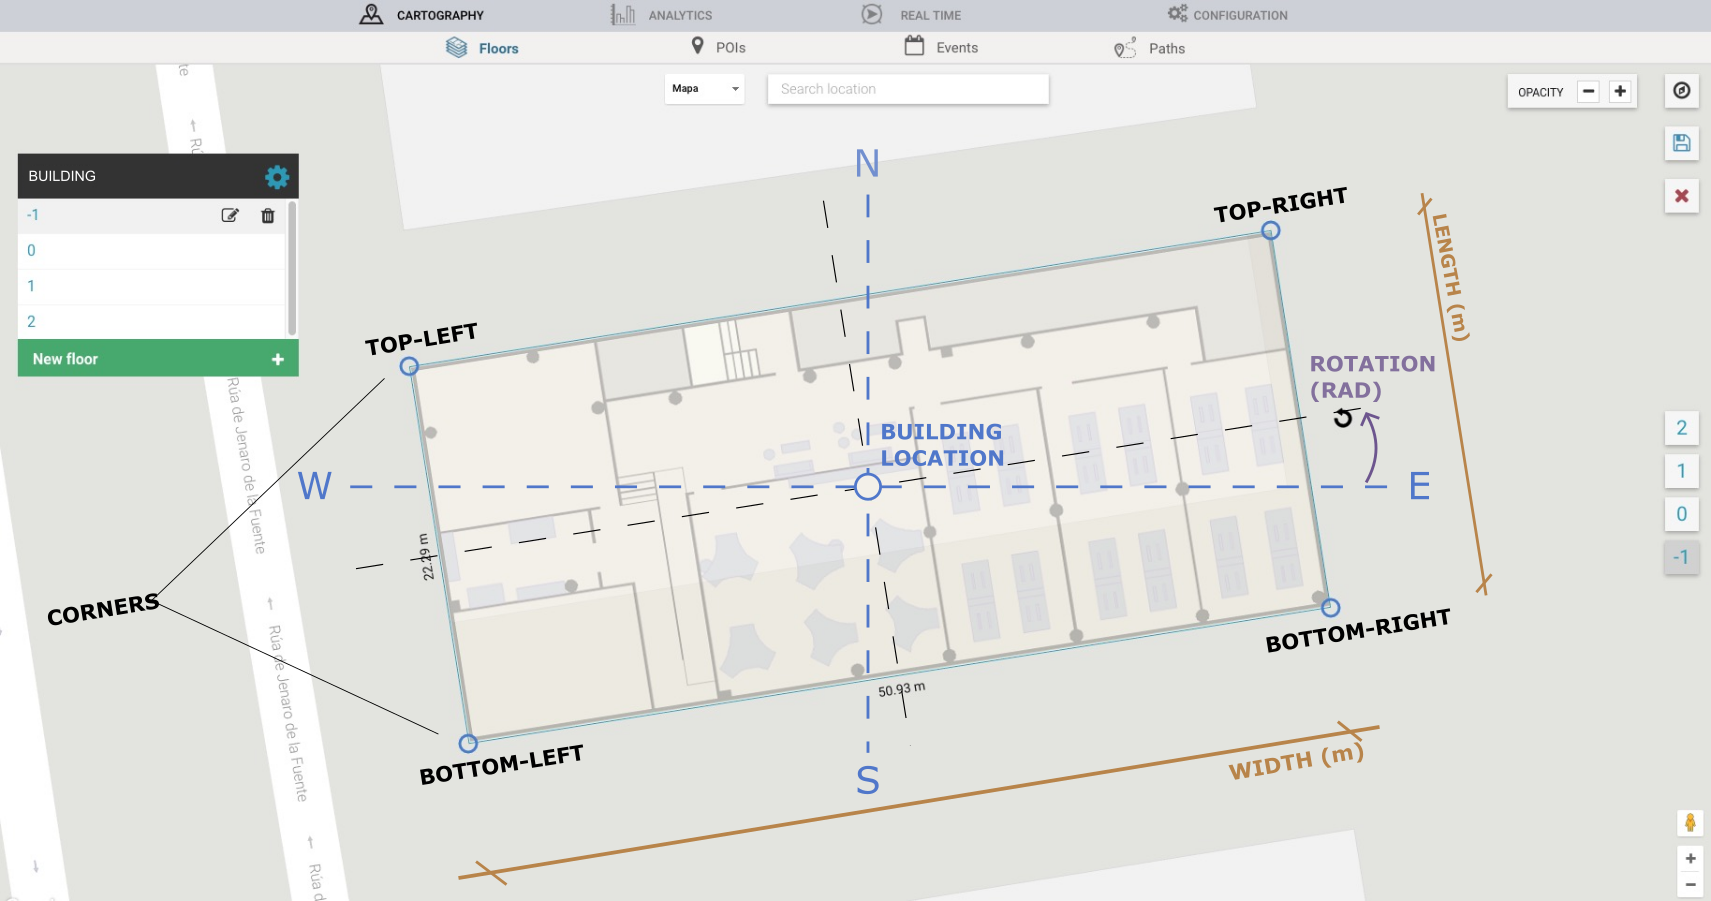 CARTOGRAPHY
ANALYTICS
REAL TIME
CONFIGURATION
Floors
POIs
Events
Paths
Mapa
Search location
OPACITY
BUILDING
-1
0
1
2
New floor
N
TOP-RIGHT
LENGTH (m)
TOP-LEFT
ROTATION
(RAD)
BUILDING
LOCATION
W
E
2
1
0
-1
22.29 m
Rúa de Jenaro de la Fuente
CORNERS
BOTTOM-RIGHT
50.93 m
Rúa de Jenaro de la Fuente
BOTTOM-LEFT
S
WIDTH (m)